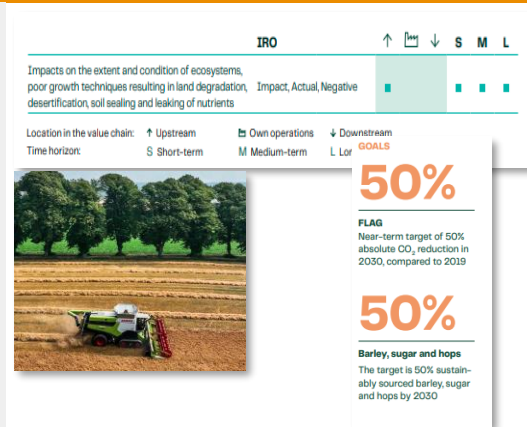 IRO ↑ ↓ S M L
Impacts on the extent and condition of ecosystems,
poor growth techniques resulting in land degradation, Impact, Actual, Negative
desertification, soil sealing and leaking of nutrients
Location in the value chain: ↑ Upstream Own operations ↓ Downstream
Time horizon: S Short-term M Medium-term L
GOALS
50%
FLAG
Near-term target of 50%
absolute CO₂ reduction in
2030, compared to 2019
50%
Barley, sugar and hops
The target is 50% sustain-
ably sourced barley, sugar
and hops by 2030